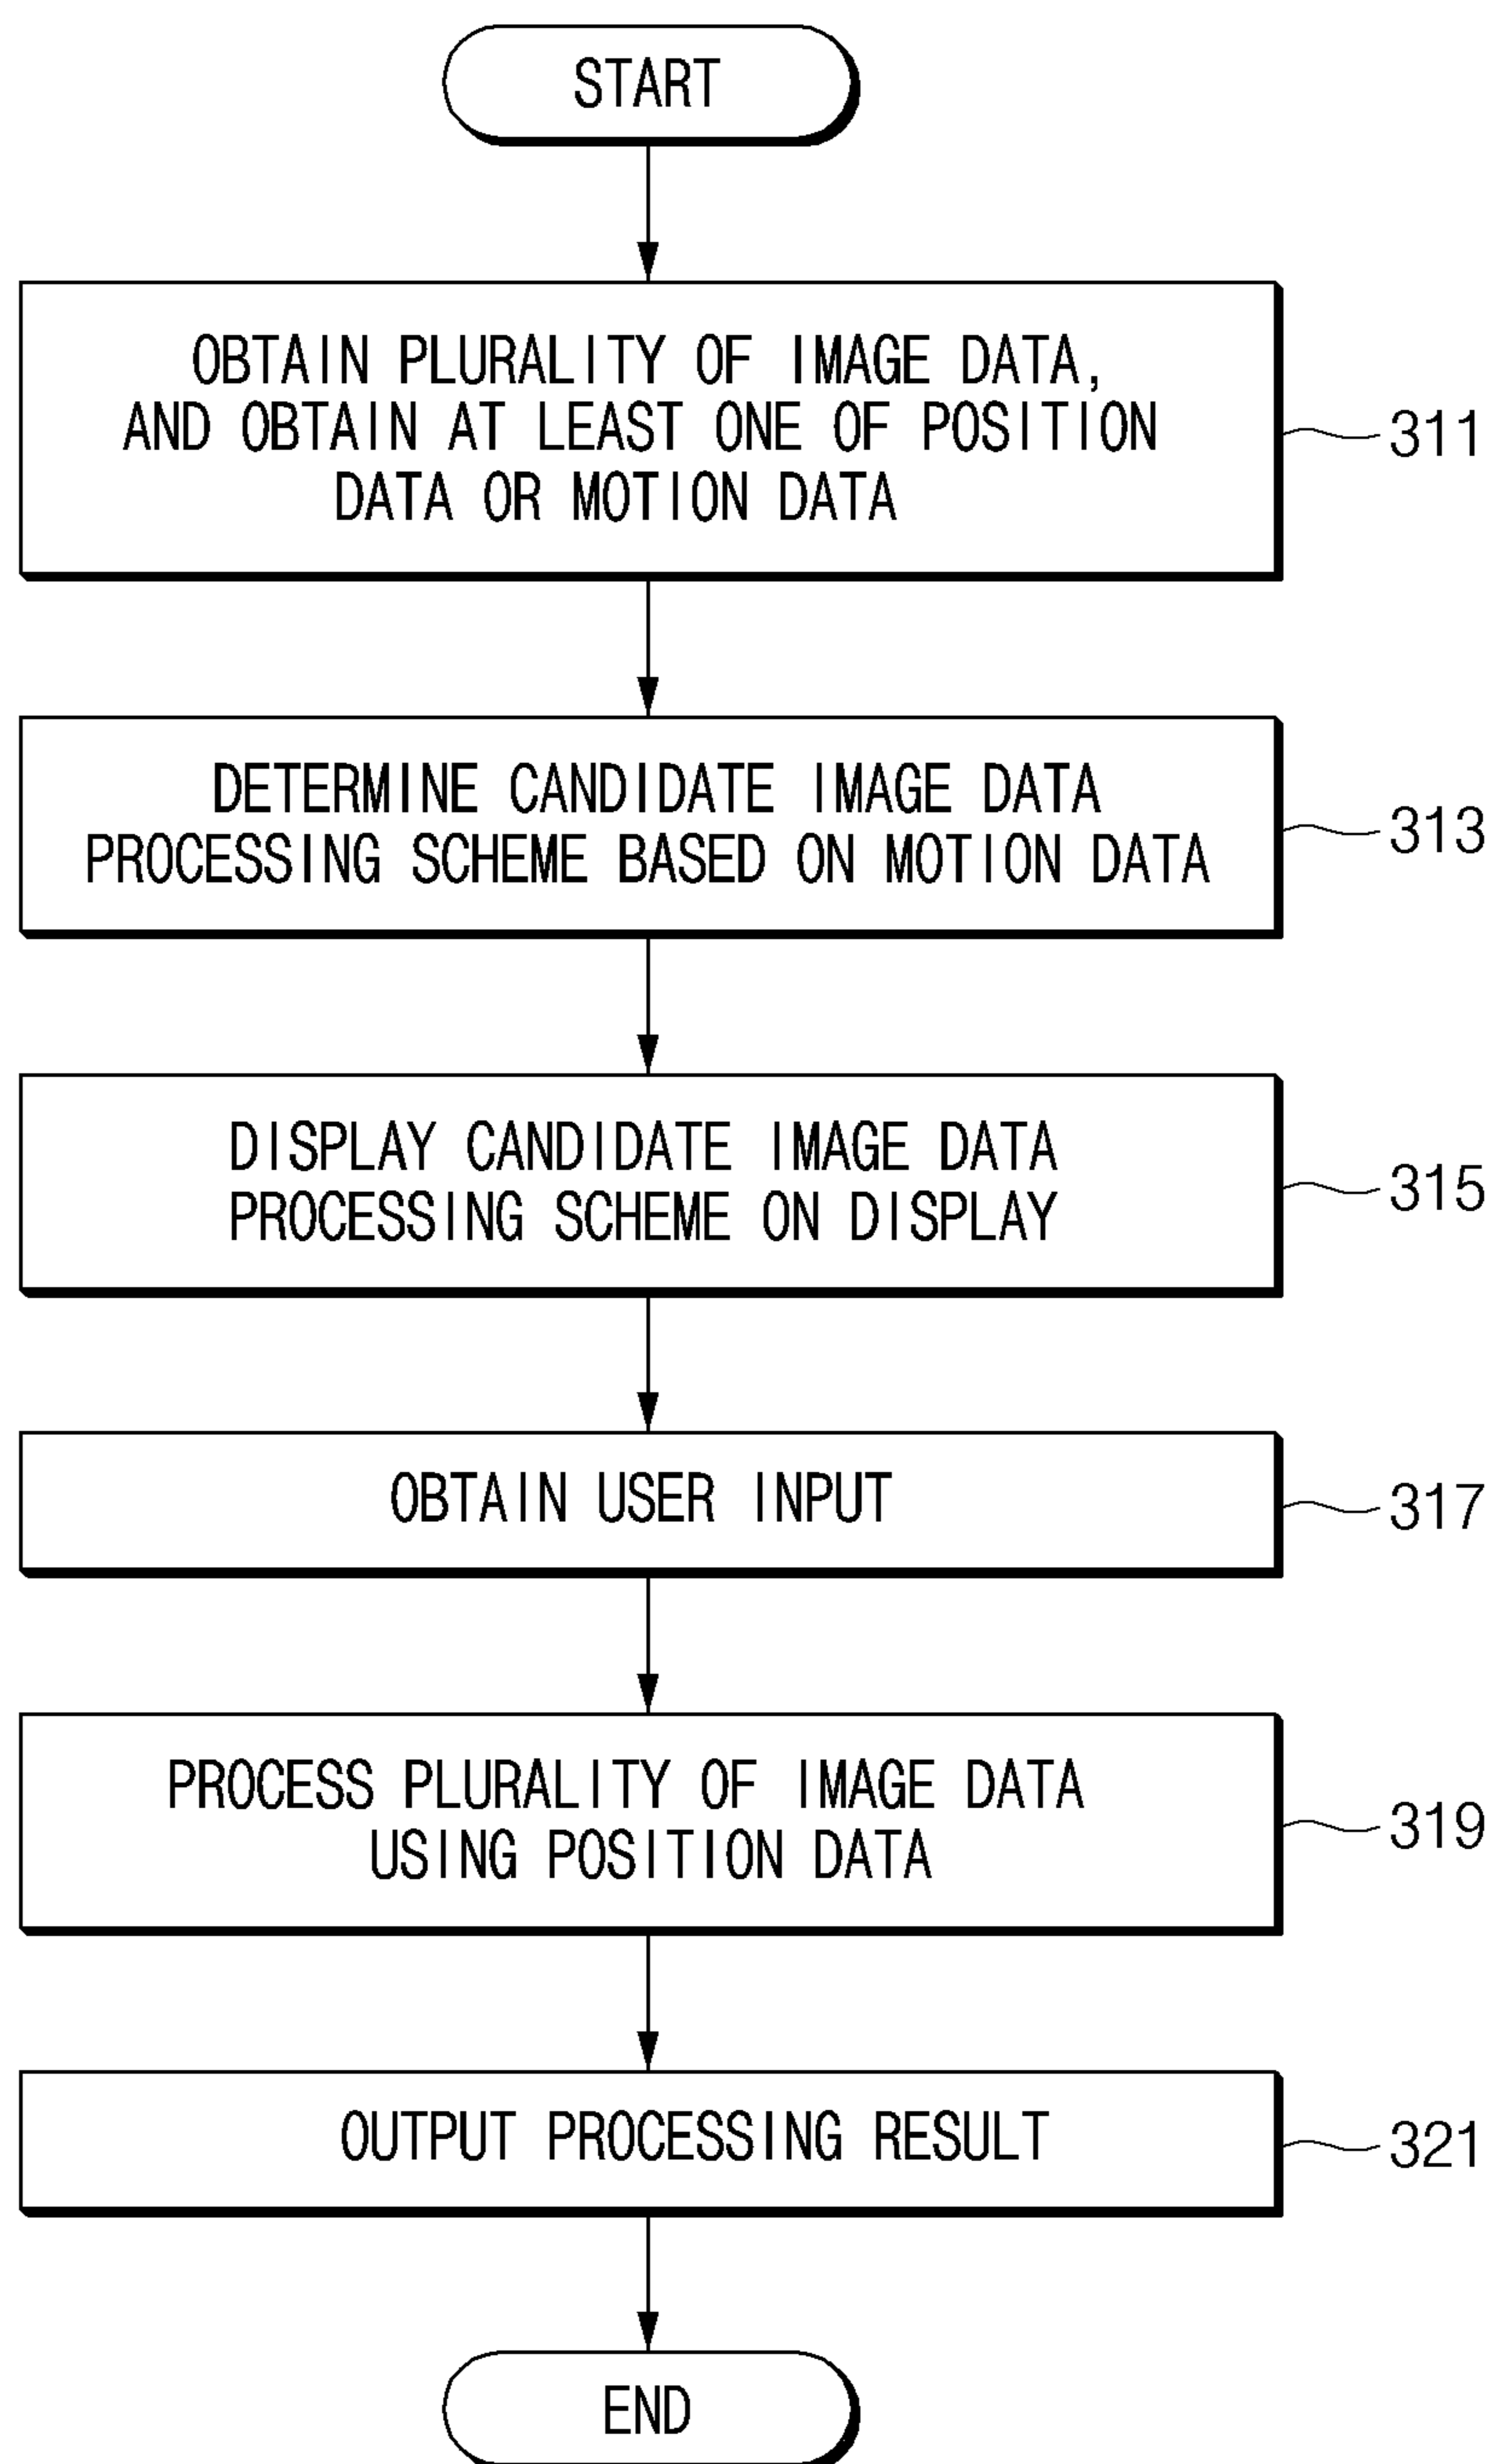 START
OBTAIN PLURALITY OF IMAGE DATA,
AND OBTAIN AT LEAST ONE OF POSITION
DATA OR MOTION DATA
311
DETERMINE CANDIDATE IMAGE DATA
PROCESSING SCHEME BASED ON MOTION DATA
313
DISPLAY CANDIDATE IMAGE DATA
PROCESSING SCHEME ON DISPLAY
315
OBTAIN USER INPUT
317
PROCESS PLURALITY OF IMAGE DATA
USING POSITION DATA
319
OUTPUT PROCESSING RESULT
321
END